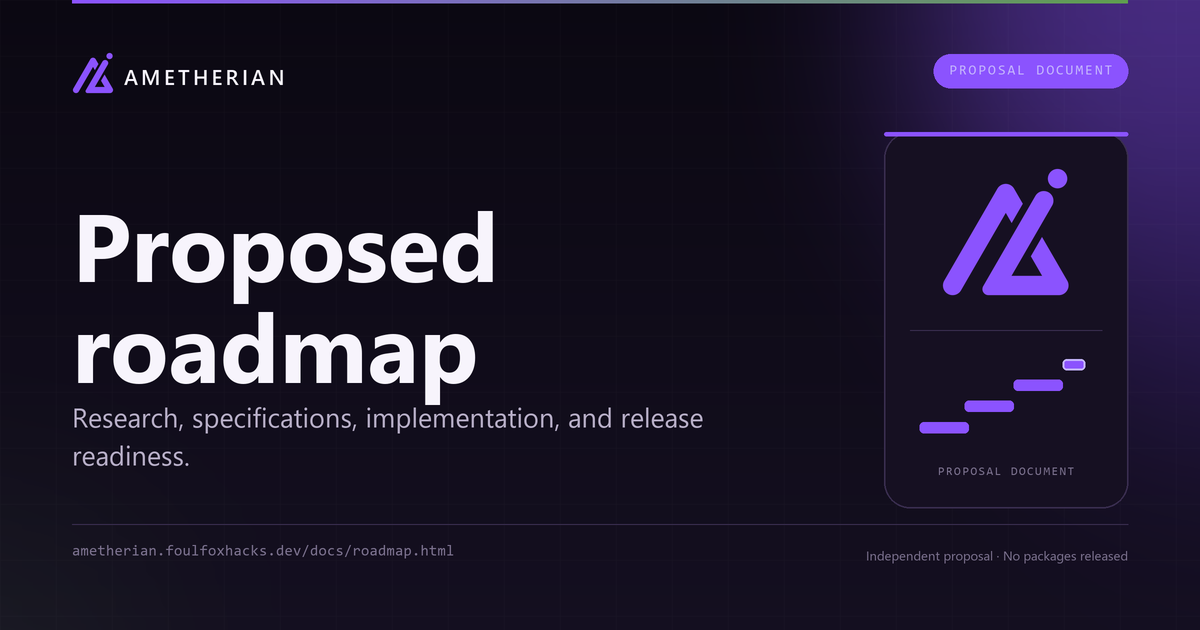 AMETHERIAN
PROPOSAL DOCUMENT
Proposed
roadmap
Research, specifications, implementation, and release
readiness.
PROPOSAL DOCUMENT
ametherian.foulfoxhacks.dev/docs/roadmap.html
Independent proposal · No packages released